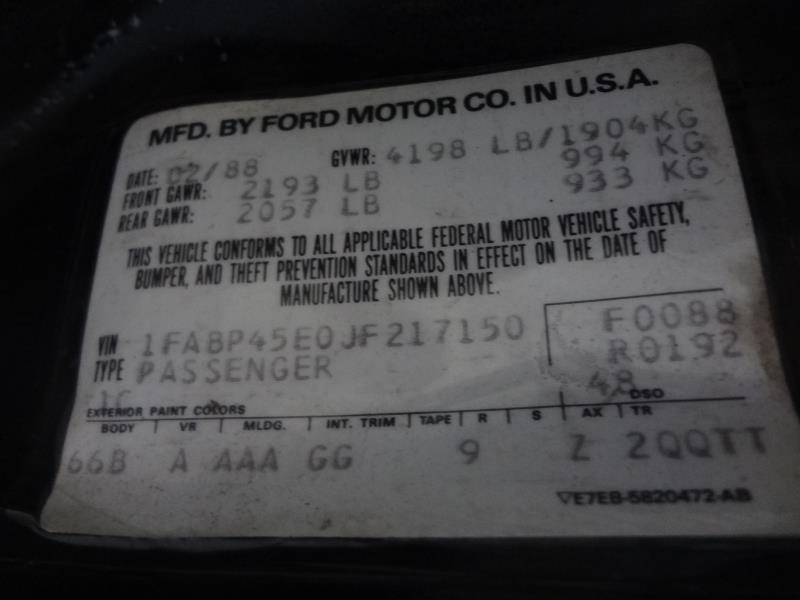 MFD. BY FORD MOTOR CO. IN U.S.A.
DATE: 02/88 GVWR: 4198 LB/1904KG
FRONT GAWR: 2193 LB 994 KG
REAR GAWR: 2057 LB 933 KG
THIS VEHICLE CONFORMS TO ALL APPLICABLE FEDERAL MOTOR VEHICLE SAFETY,
BUMPER, AND THEFT PREVENTION STANDARDS IN EFFECT ON THE DATE OF
MANUFACTURE SHOWN ABOVE.
VIN 1FABP45E0JF217150 F0088
TYPE PASSENGER R0192
1C 48 DSO
EXTERIOR PAINT COLORS
BODY VR MLDG. INT. TRIM TAPE R S AX TR
66B A AAA GG 9 Z 2QQTT
▽E7EB-5820472-AB